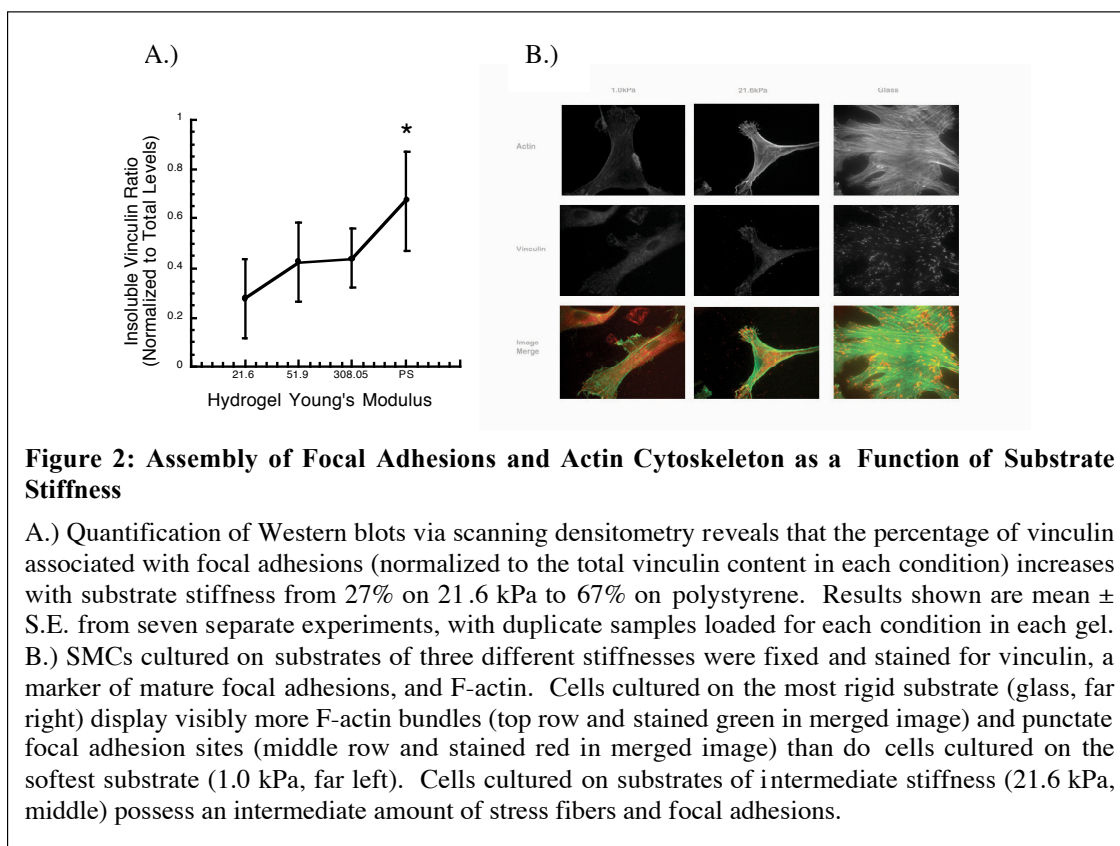 A.)
B.)
Insoluble Vinculin Ratio
(Normalized to Total Levels)
1
0.8
0.6
0.4
0.2
0
*
21.6 51.9 308.05 PS
Hydrogel Young's Modulus
1.0kPa 21.6kPa Glass
Actin
Vinculin
Image
Merge
Figure 2: Assembly of Focal Adhesions and Actin Cytoskeleton as a Function of Substrate
Stiffness
A.) Quantification of Western blots via scanning densitometry reveals that the percentage of vinculin
associated with focal adhesions (normalized to the total vinculin content in each condition) increases
with substrate stiffness from 27% on 21.6 kPa to 67% on polystyrene. Results shown are mean ±
S.E. from seven separate experiments, with duplicate samples loaded for each condition in each gel.
B.) SMCs cultured on substrates of three different stiffnesses were fixed and stained for vinculin, a
marker of mature focal adhesions, and F-actin. Cells cultured on the most rigid substrate (glass, far
right) display visibly more F-actin bundles (top row and stained green in merged image) and punctate
focal adhesion sites (middle row and stained red in merged image) than do cells cultured on the
softest substrate (1.0 kPa, far left). Cells cultured on substrates of intermediate stiffness (21.6 kPa,
middle) possess an intermediate amount of stress fibers and focal adhesions.